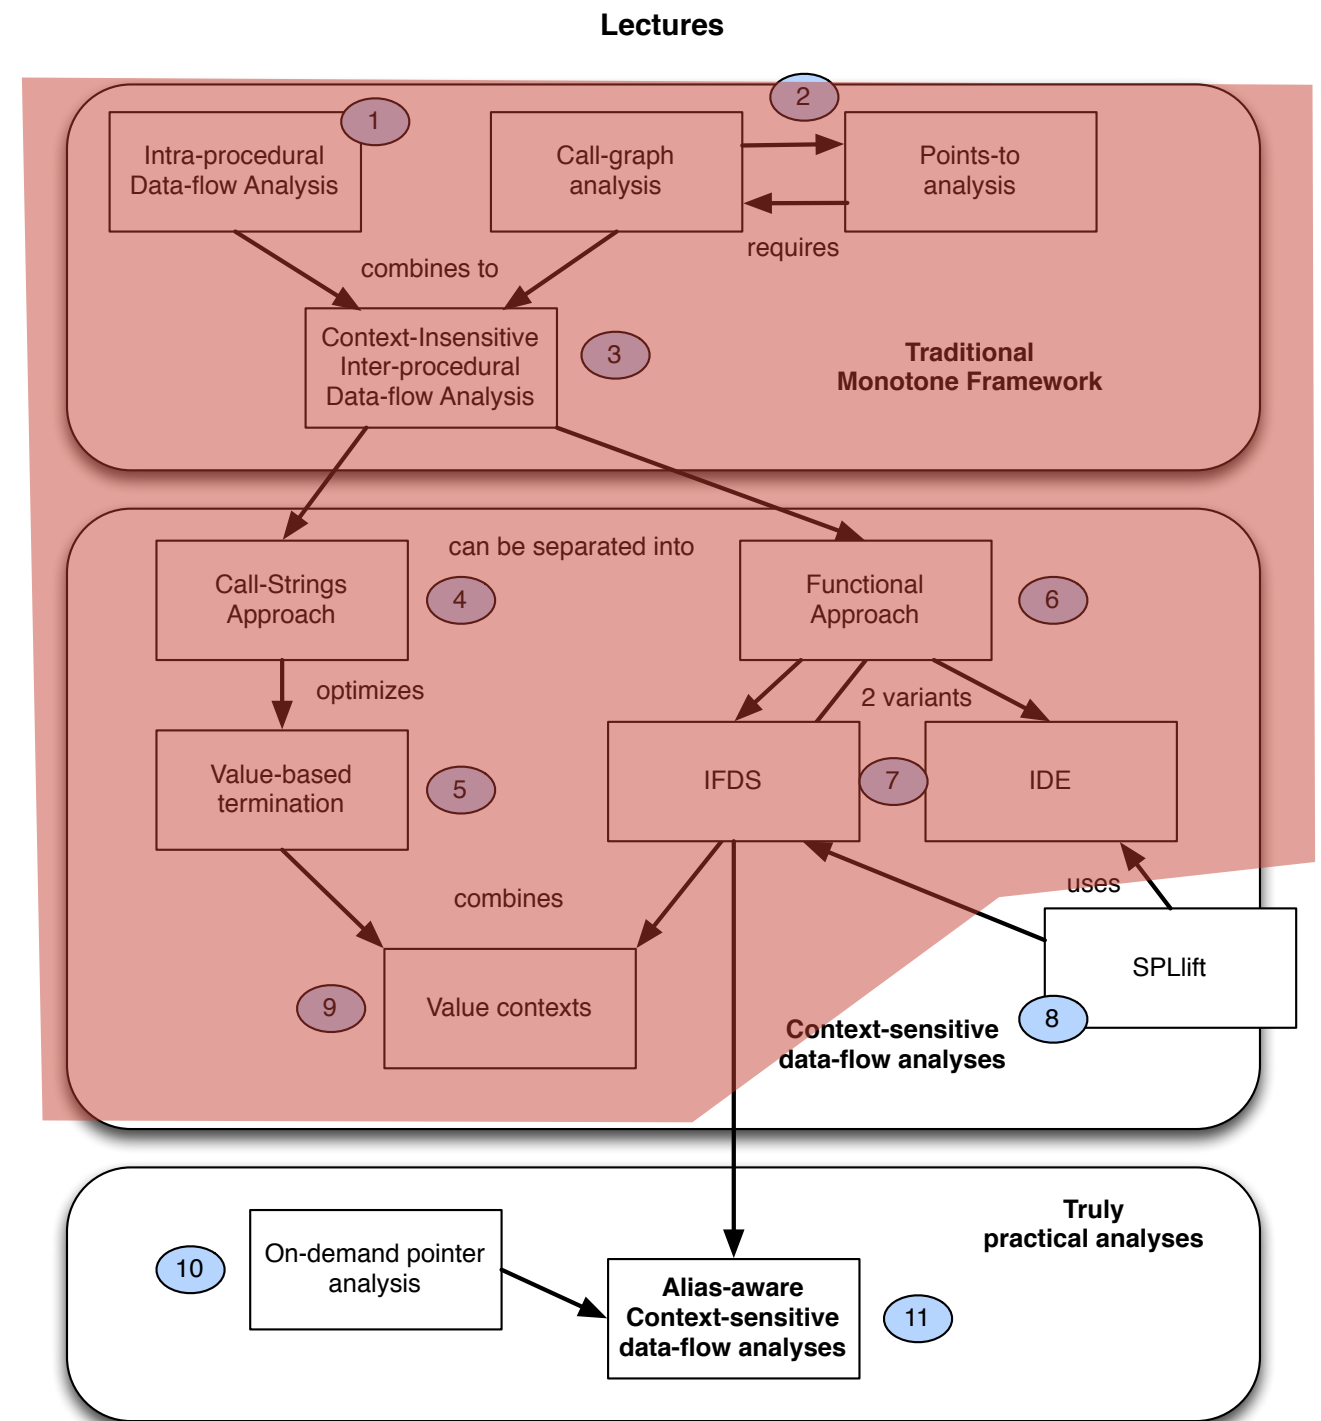 Lectures
1
2
Intra-procedural
Data-flow Analysis
Call-graph
analysis
Points-to
analysis
requires
combines to
Context-Insensitive
Inter-procedural
Data-flow Analysis
3
Traditional
Monotone Framework
can be separated into
Call-Strings
Approach
4
Functional
Approach
6
optimizes
2 variants
Value-based
termination
5
IFDS
7
IDE
uses
combines
SPLlift
Value contexts
9
8
Context-sensitive
data-flow analyses
Truly
practical analyses
On-demand pointer
analysis
10
Alias-aware
Context-sensitive
data-flow analyses
11